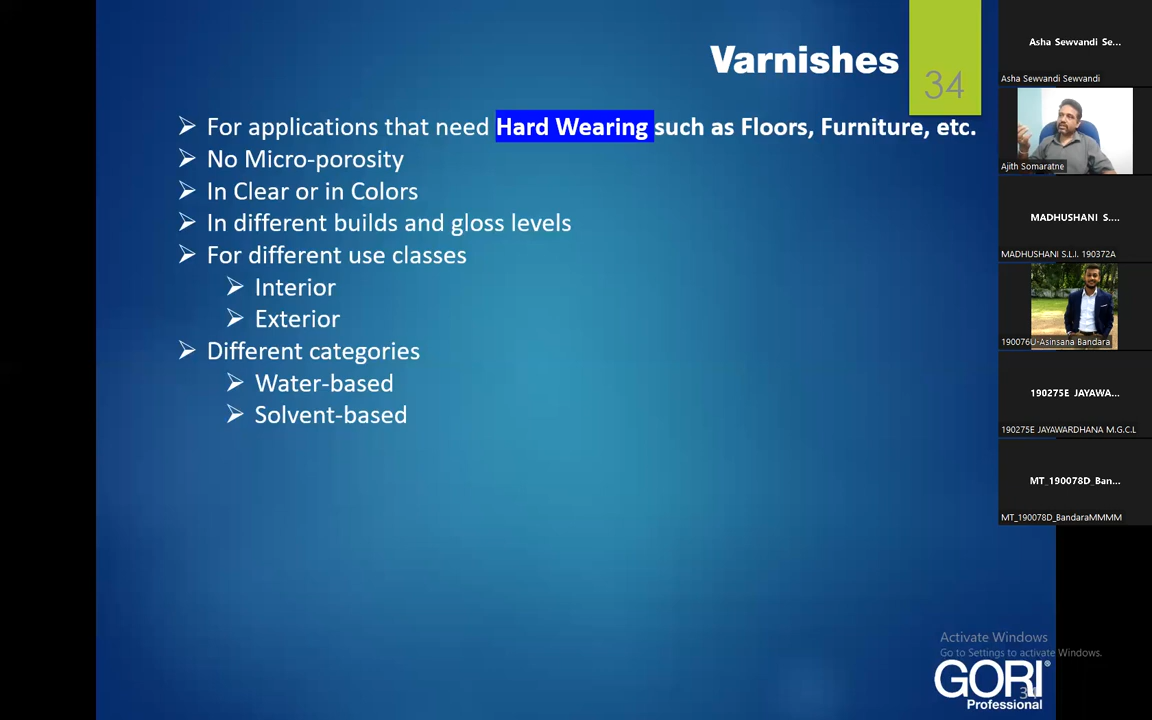 Varnishes
34
➢ For applications that need Hard Wearing such as Floors, Furniture, etc.
➢ No Micro-porosity
➢ In Clear or in Colors
➢ In different builds and gloss levels
➢ For different use classes
➢ Interior
➢ Exterior
➢ Different categories
➢ Water-based
➢ Solvent-based
Asha Sewvandi Se...
Asha Sewvandi Sewvandi
Ajith Somaratne
MADHUSHANI S....
MADHUSHANI S.L.I. 190372A
190076U-Asinsana Bandara
190275E JAYAWA...
190275E JAYAWARDHANA M.G.C.L
MT_190078D_Ban...
MT_190078D_BandaraMMMM
Activate Windows
Go to Settings to activate Windows.
GORI®
Professional